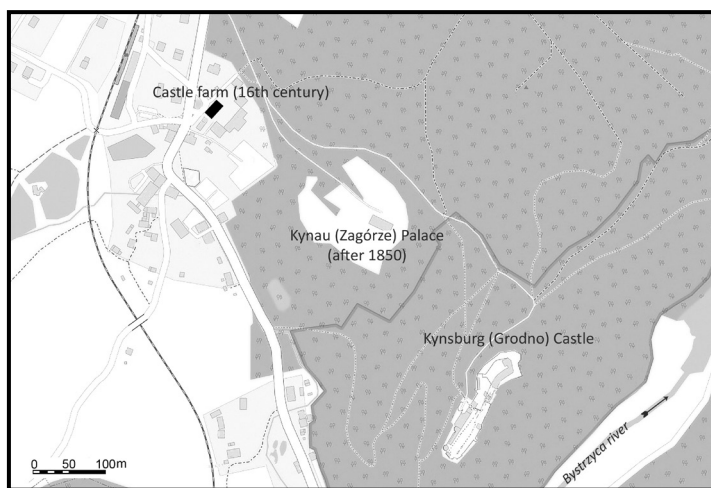 Castle farm (16th century)
Kynau (Zagórze) Palace
(after 1850)
Kynsburg (Grodno) Castle
Bystrzyca river
0 50 100m